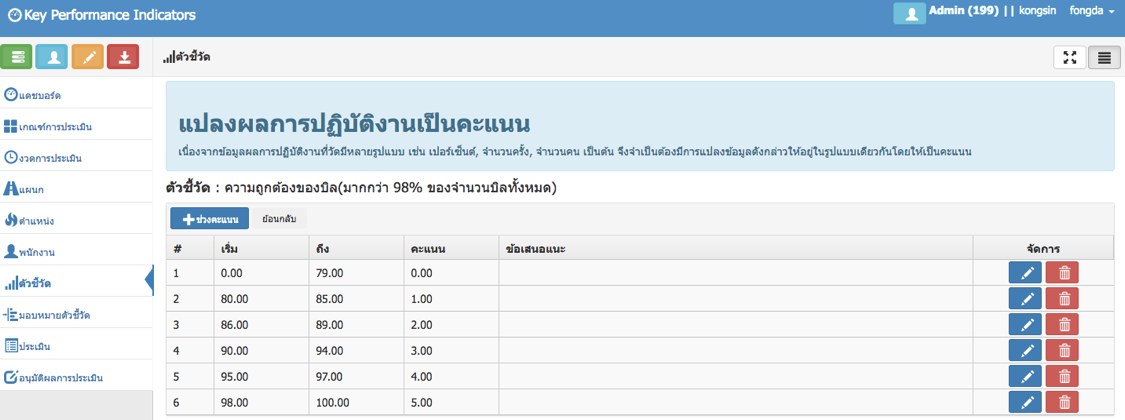 Key Performance Indicators
Admin (199) || kongsin fongda
ตัวชี้วัด
แดชบอร์ด
เกณฑ์การประเมิน
งวดการประเมิน
แผนก
ตำแหน่ง
พนักงาน
ตัวชี้วัด
มอบหมายตัวชี้วัด
ประเมิน
อนุมัติผลการประเมิน
แปลงผลการปฏิบัติงานเป็นคะแนน
เนื่องจากข้อมูลผลการปฏิบัติงานที่วัดมีหลายรูปแบบ เช่น เปอร์เซ็นต์, จำนวนครั้ง, จำนวนคน เป็นต้น จึงจำเป็นต้องมีการแปลงข้อมูลดังกล่าวให้อยู่ในรูปแบบเดียวกันโดยให้เป็นคะแนน
ตัวชี้วัด : ความถูกต้องของบิล(มากกว่า 98% ของจำนวนบิลทั้งหมด)
ช่วงคะแนน ย้อนกลับ
# เริ่ม ถึง คะแนน ข้อเสนอแนะ จัดการ
1 0.00 79.00 0.00
2 80.00 85.00 1.00
3 86.00 89.00 2.00
4 90.00 94.00 3.00
5 95.00 97.00 4.00
6 98.00 100.00 5.00